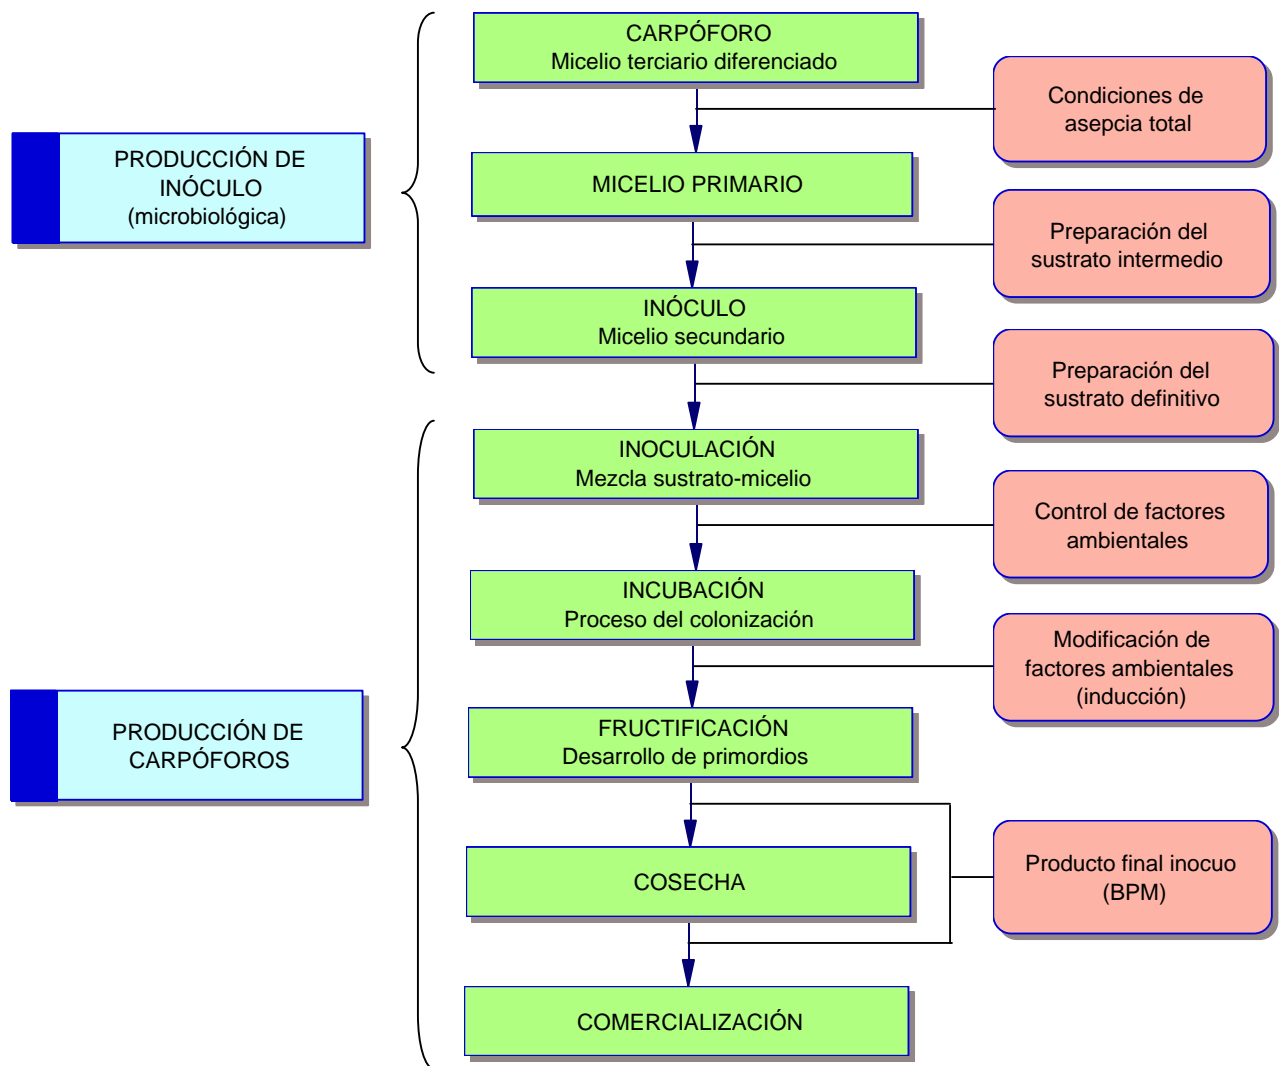 CARPÓFORO
Micelio terciario diferenciado
Condiciones de
asepcia total
PRODUCCIÓN DE
INÓCULO
(microbiológica)
MICELIO PRIMARIO
Preparación del
sustrato intermedio
INÓCULO
Micelio secundario
Preparación del
sustrato definitivo
INOCULACIÓN
Mezcla sustrato-micelio
Control de factores
ambientales
INCUBACIÓN
Proceso del colonización
Modificación de
factores ambientales
(inducción)
PRODUCCIÓN DE
CARPÓFOROS
FRUCTIFICACIÓN
Desarrollo de primordios
COSECHA
Producto final inocuo
(BPM)
COMERCIALIZACIÓN